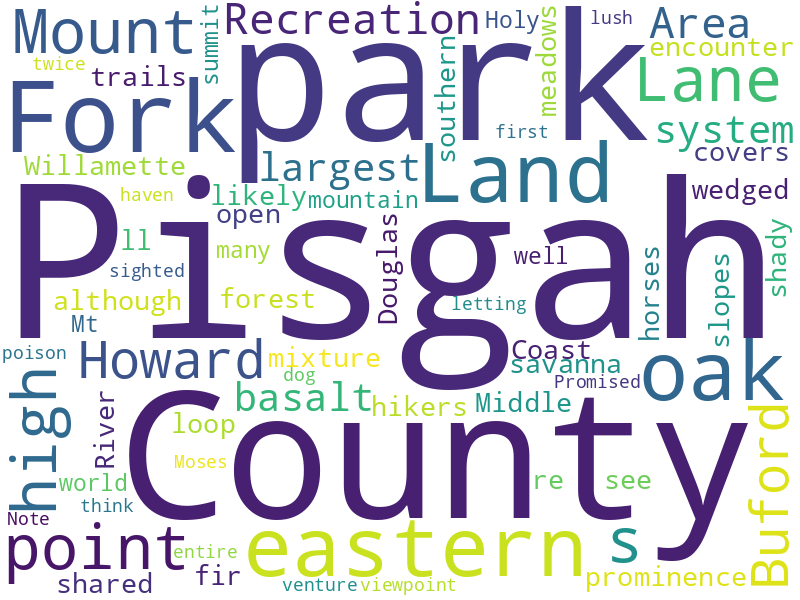 Mount
Recreation
Holy
lush
Area
summit
twice
trails
park
southern
meadows
encounter
Fork
first
Lane
system
covers
Willamette
largest
Land
wedged
haven
likely
mountain
Pisgah
ll
open
many
Douglas
well
shady
sighted
horses
slopes
although
forest
letting
Mt
poison
Howard
mixture
Coast
savanna
oak
dog
Promised
high
River
basalt
hikers
Middle
County
loop
Buford
Moses
world
think
re
see
Note
point
entire
eastern
s
shared
fir
venture
viewpoint
prominence